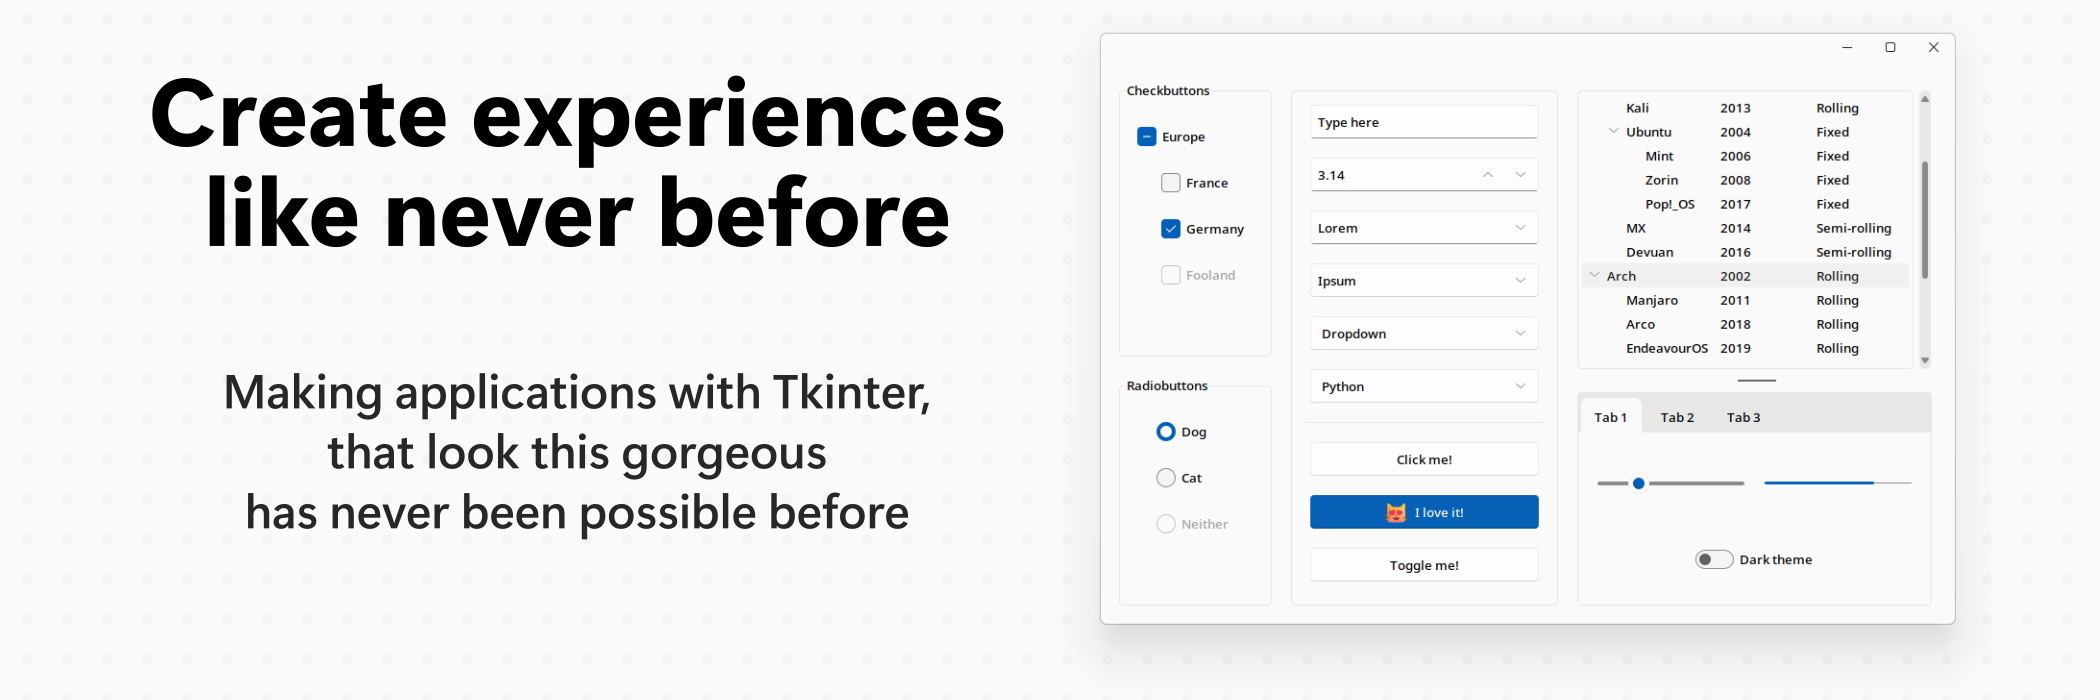 Create experiences
like never before
Making applications with Tkinter,
that look this gorgeous
has never been possible before
Checkbuttons
Europe
France
Germany
Fooland
Radiobuttons
Dog
Cat
Neither
Type here
3.14
Lorem
Ipsum
Dropdown
Python
Click me!
I love it!
Toggle me!
Kali 2013 Rolling
Ubuntu 2004 Fixed
Mint 2006 Fixed
Zorin 2008 Fixed
Pop!_OS 2017 Fixed
MX 2014 Semi-rolling
Devuan 2016 Semi-rolling
Arch 2002 Rolling
Manjaro 2011 Rolling
Arco 2018 Rolling
EndeavourOS 2019 Rolling
Tab 1 Tab 2 Tab 3
Dark theme